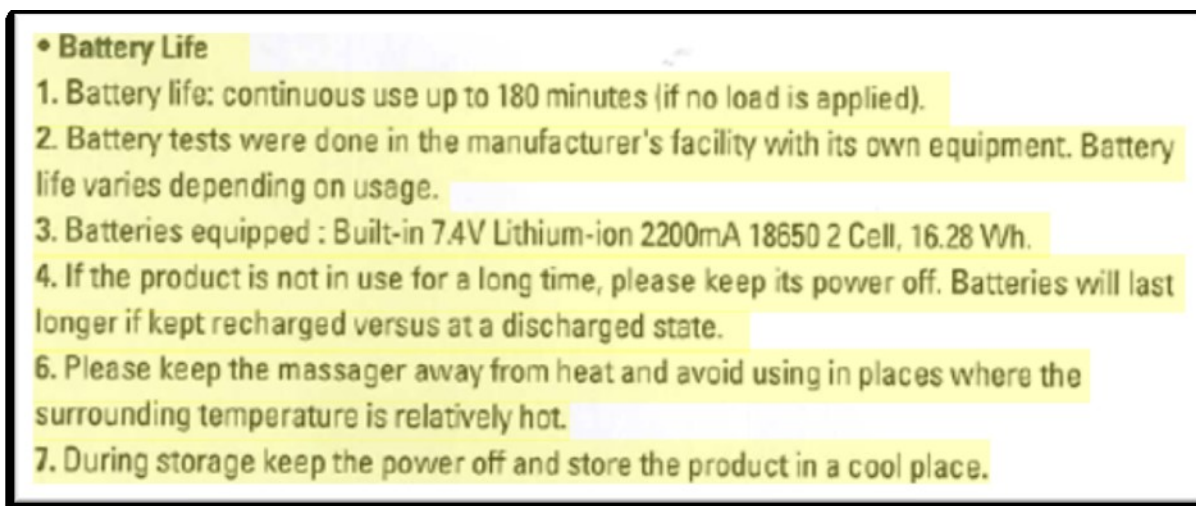 • Battery Life
1. Battery life: continuous use up to 180 minutes (if no load is applied).
2. Battery tests were done in the manufacturer's facility with its own equipment. Battery
life varies depending on usage.
3. Batteries equipped : Built-in 7.4V Lithium-ion 2200mA 18650 2 Cell, 16.28 Wh.
4. If the product is not in use for a long time, please keep its power off. Batteries will last
longer if kept recharged versus at a discharged state.
6. Please keep the massager away from heat and avoid using in places where the
surrounding temperature is relatively hot.
7. During storage keep the power off and store the product in a cool place.